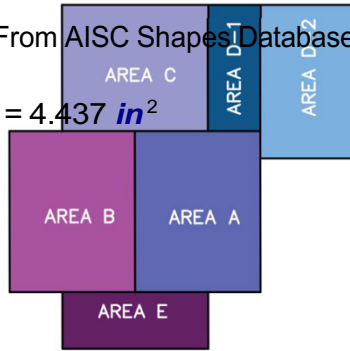 From AISC Shapes Database
AREA C
AREA D-1
AREA D-2
= 4.437 in²
AREA B
AREA A
AREA E